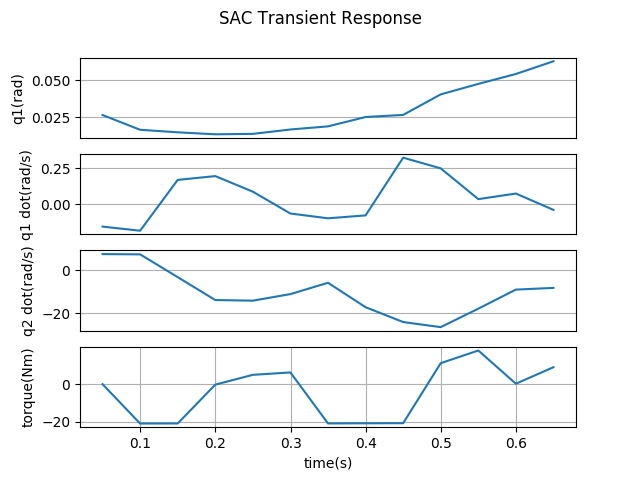 SAC Transient Response
q1(rad)
0.050
0.025
q1 dot(rad/s)
0.25
0.00
q2 dot(rad/s)
0
−20
torque(Nm)
0
−20
0.1 0.2 0.3 0.4 0.5 0.6
time(s)